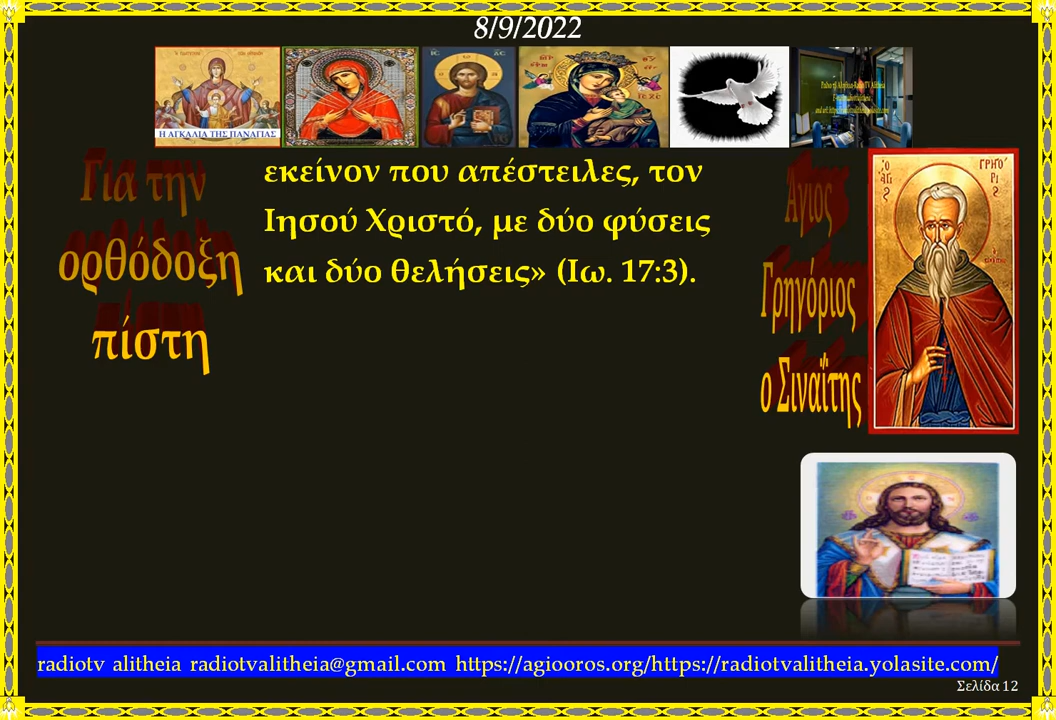 8/9/2022
Η ΑΓΚΑΛΙΑ ΤΗΣ ΠΑΝΑΓΙΑΣ
Για την
ορθόδοξη
πίστη
εκείνον που απέστειλες, τον
Ιησού Χριστό, με δύο φύσεις
και δύο θελήσεις» (Ιω. 17:3).
Άγιος
Γρηγόριος
ο Σιναΐτης
radiotv alitheia radiotvalitheia@gmail.com https://agiooros.org/https://radiotvalitheia.yolasite.com/
Σελίδα 12